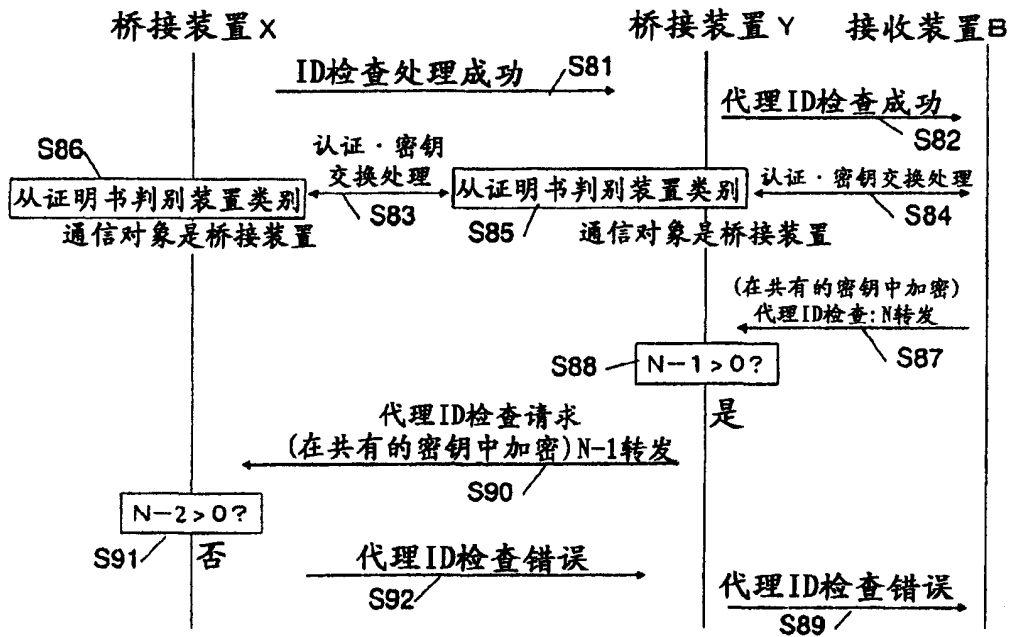 桥接装置X
桥接装置Y
接收装置B
ID检查处理成功
S81
代理ID检查成功
S82
S86
认证·密钥
交换处理
S83
从证明书判别装置类别
通信对象是桥接装置
从证明书判别装置类别
S85
通信对象是桥接装置
认证·密钥交换处理
S84
(在共有的密钥中加密)
代理ID检查:N转发
S87
S88
N-1>0?
是
代理ID检查请求
(在共有的密钥中加密)N-1转发
S90
N-2>0?
S91
否
代理ID检查错误
S92
代理ID检查错误
S89